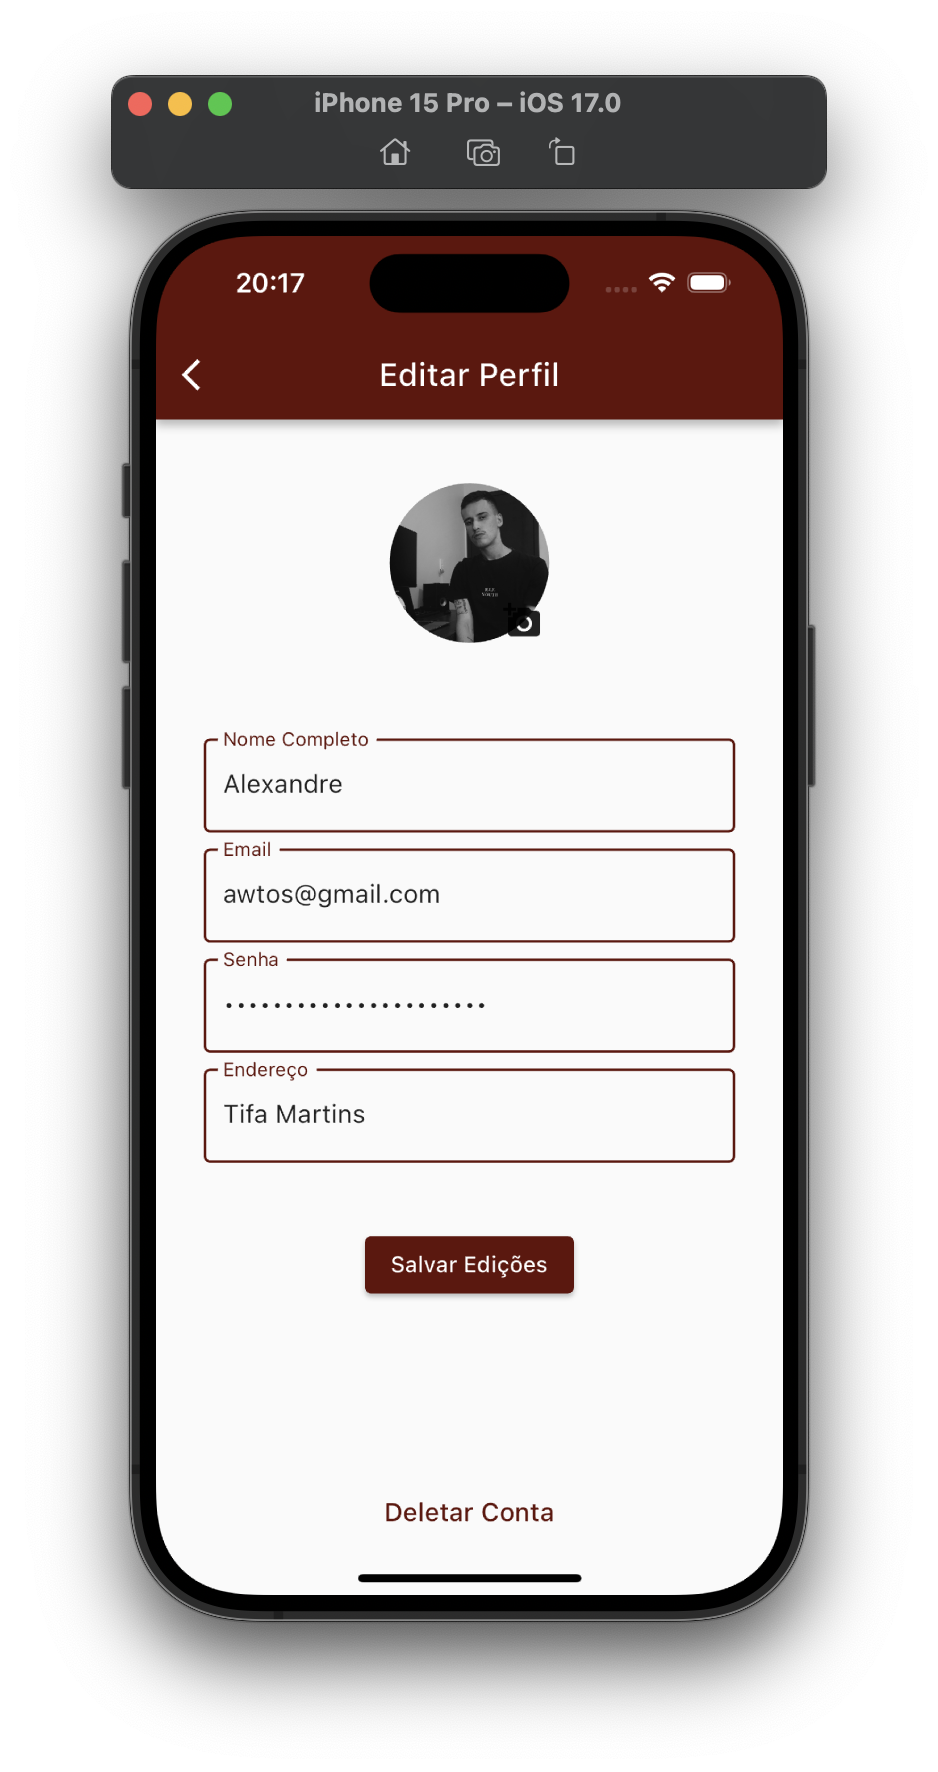 iPhone 15 Pro – iOS 17.0
20:17
Editar Perfil
Nome Completo
Alexandre
Email
awtos@gmail.com
Senha
••••••••••••••••••••••
Endereço
Tifa Martins
Salvar Edições
Deletar Conta